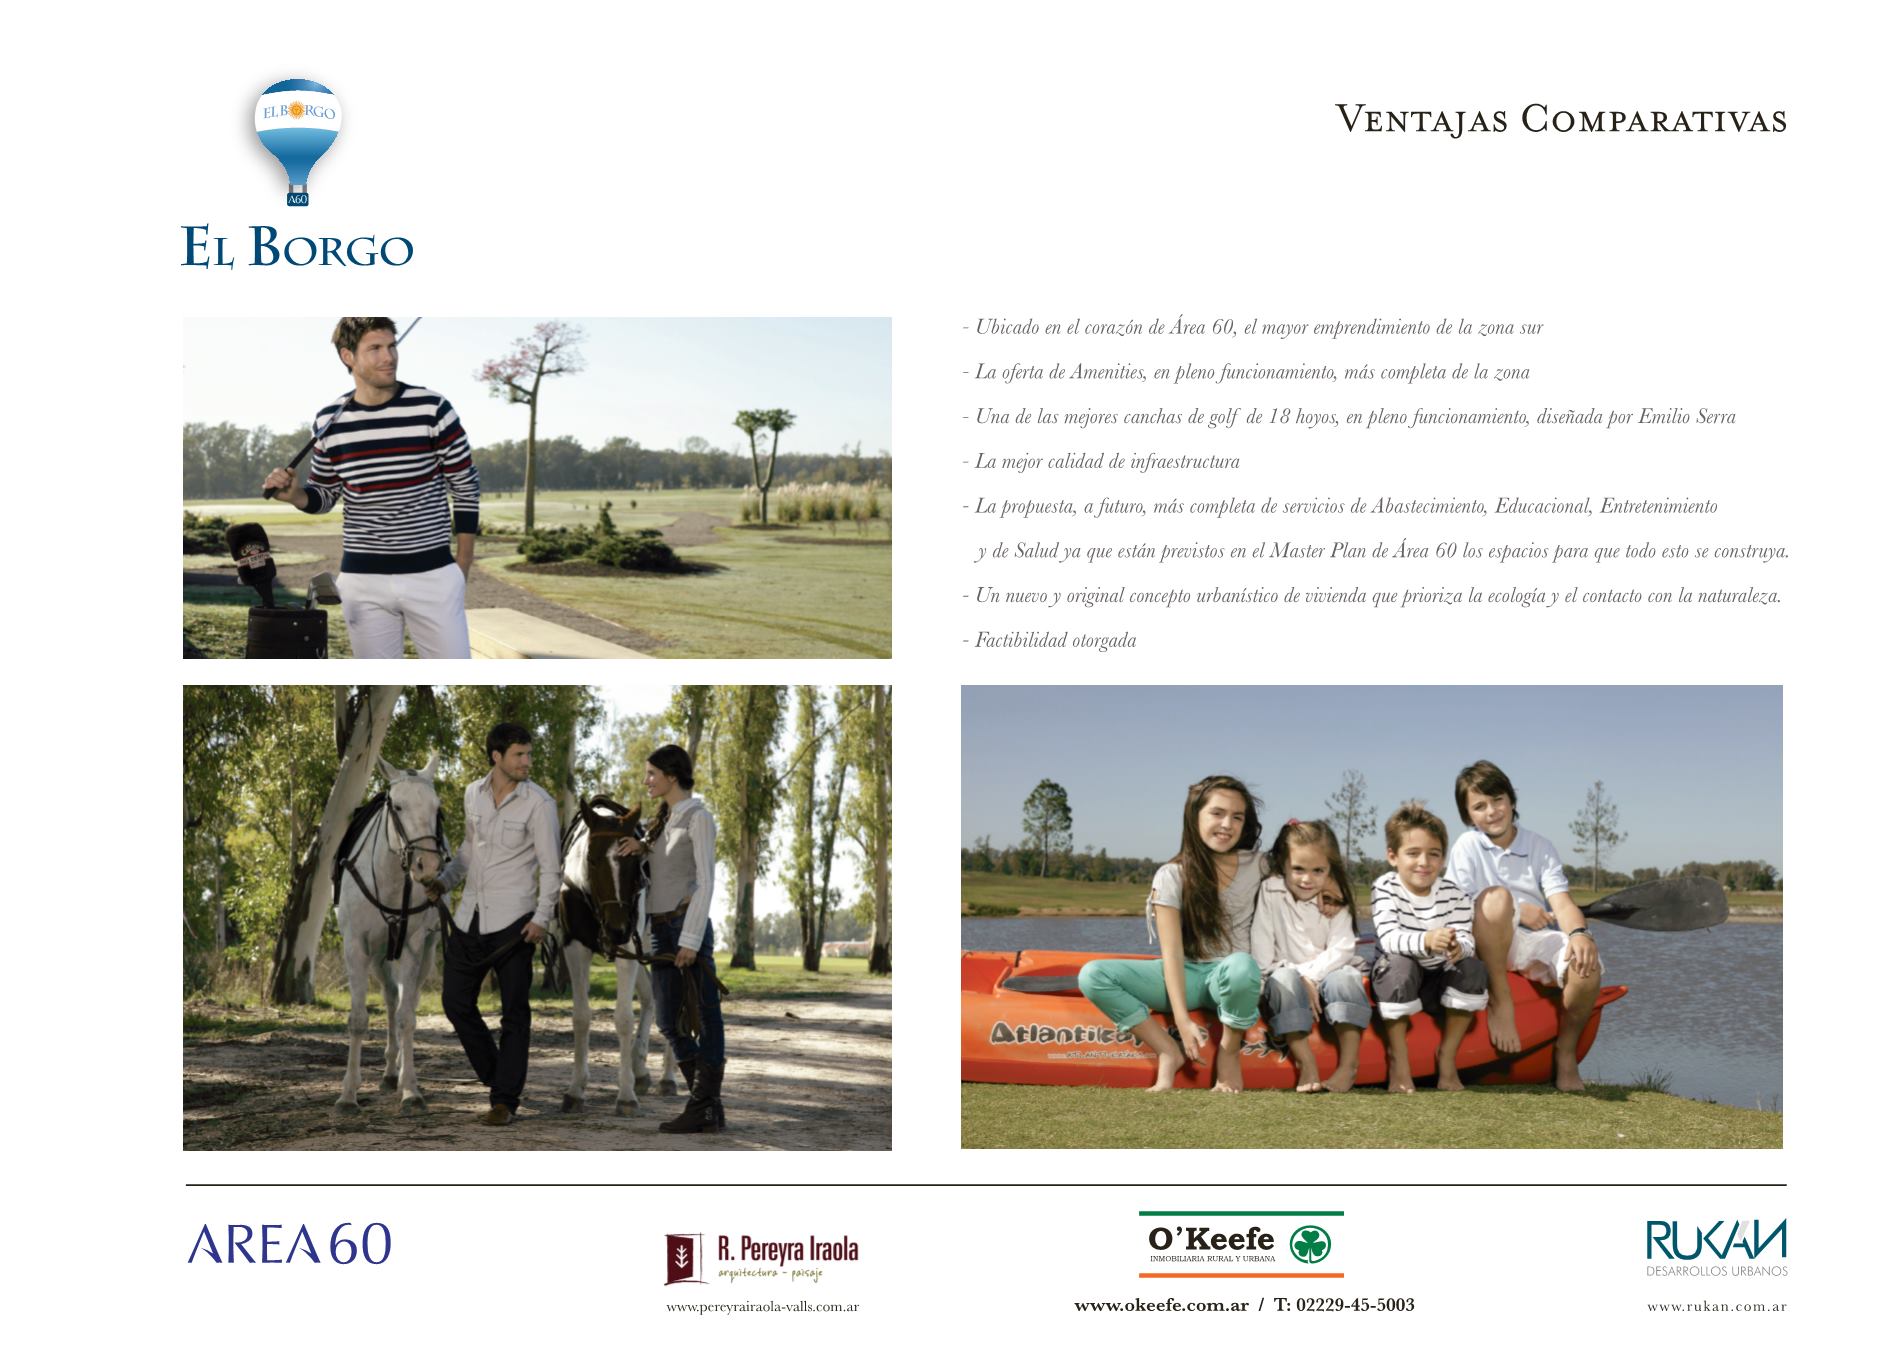 EL BORGO
A60
EL BORGO
VENTAJAS COMPARATIVAS
- Ubicado en el corazón de Área 60, el mayor emprendimiento de la zona sur
- La oferta de Amenities, en pleno funcionamiento, más completa de la zona
- Una de las mejores canchas de golf de 18 hoyos, en pleno funcionamiento, diseñada por Emilio Serra
- La mejor calidad de infraestructura
- La propuesta, a futuro, más completa de servicios de Abastecimiento, Educacional, Entretenimiento
y de Salud ya que están previstos en el Master Plan de Área 60 los espacios para que todo esto se construya.
- Un nuevo y original concepto urbanístico de vivienda que prioriza la ecología y el contacto con la naturaleza.
- Factibilidad otorgada
AREA 60
R. Pereyra Iraola
arquitectura - paisaje
www.pereyrairaola-valls.com.ar
O'Keefe
INMOBILIARIA RURAL Y URBANA
www.okeefe.com.ar / T: 02229-45-5003
RUKAN
DESARROLLOS URBANOS
www.rukan.com.ar